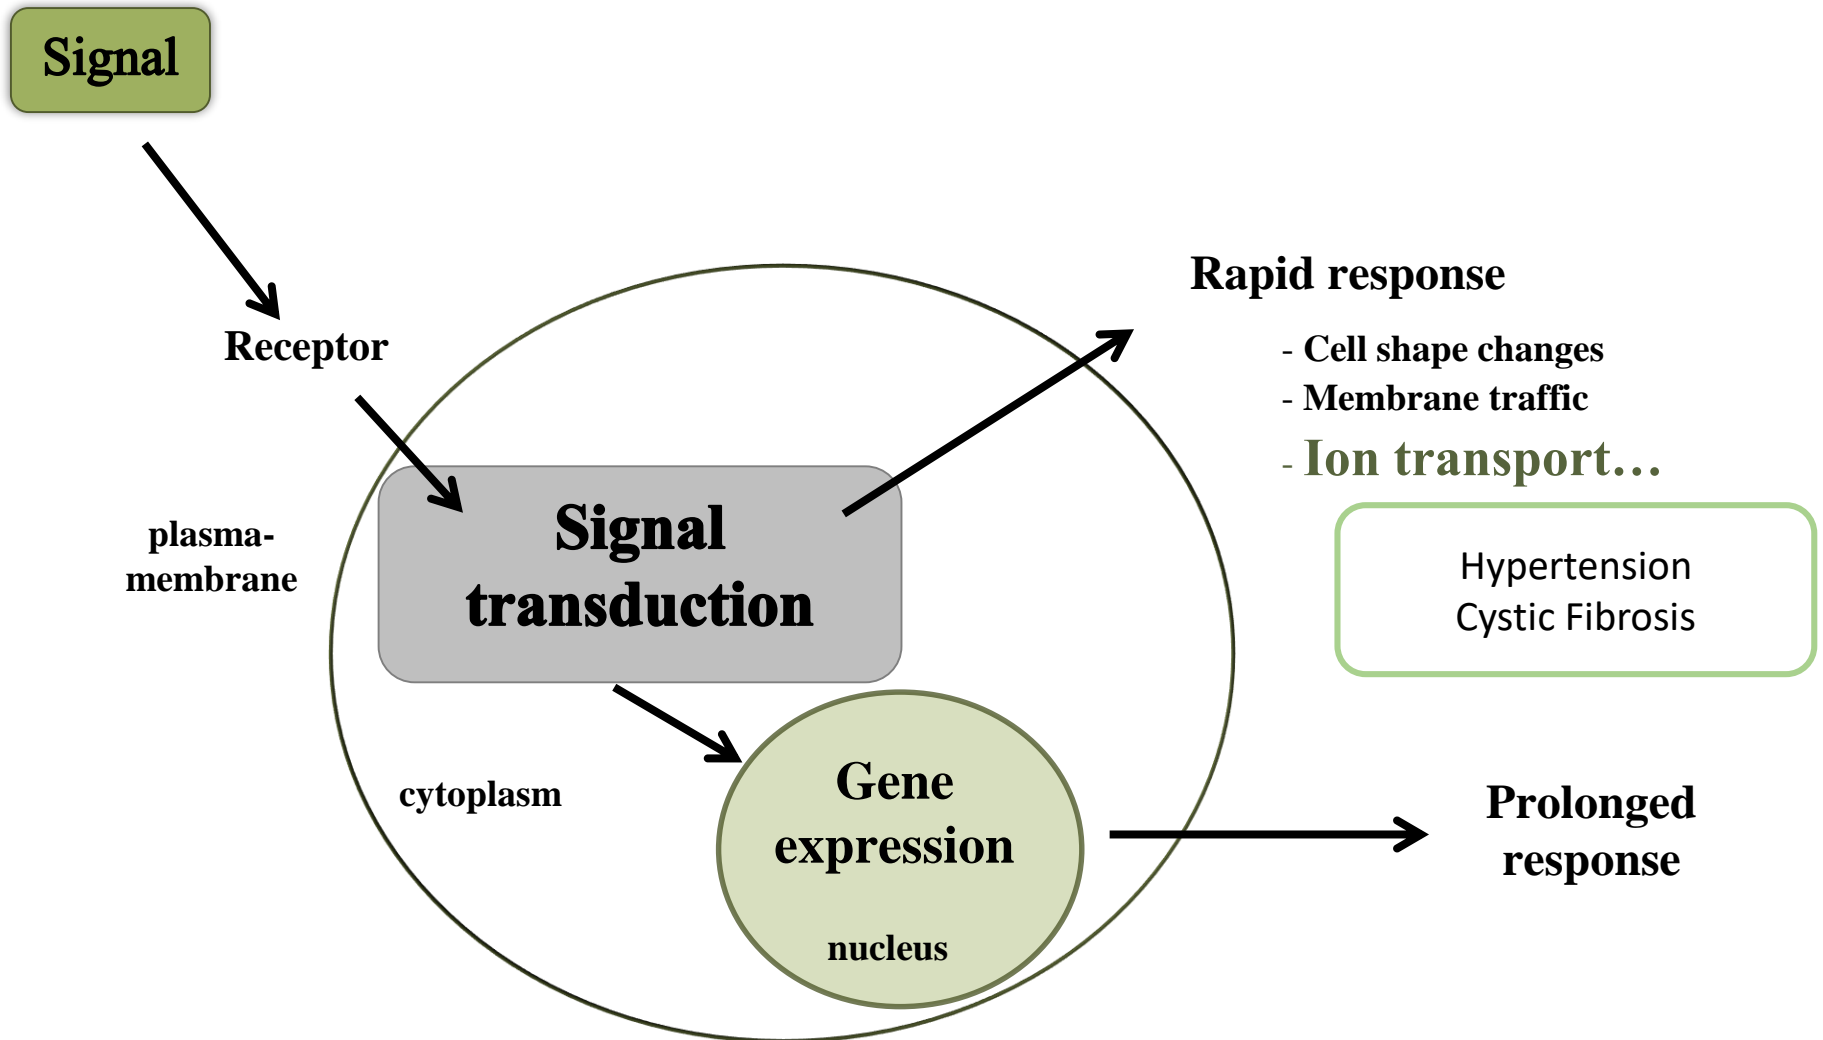 Signal
Receptor
plasma-
membrane
Signal
transduction
Rapid response
- Cell shape changes
- Membrane traffic
- Ion transport…
Hypertension
Cystic Fibrosis
cytoplasm
Gene
expression
nucleus
Prolonged
response